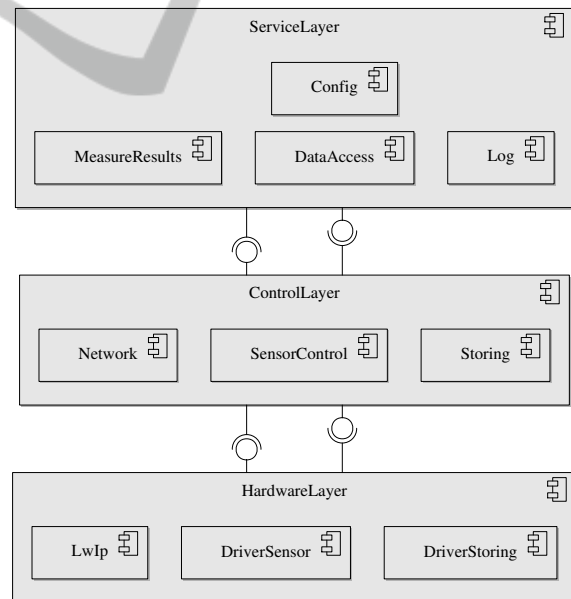 ServiceLayer
Config
MeasureResults DataAccess Log
ControlLayer
Network SensorControl Storing
HardwareLayer
LwIp DriverSensor DriverStoring